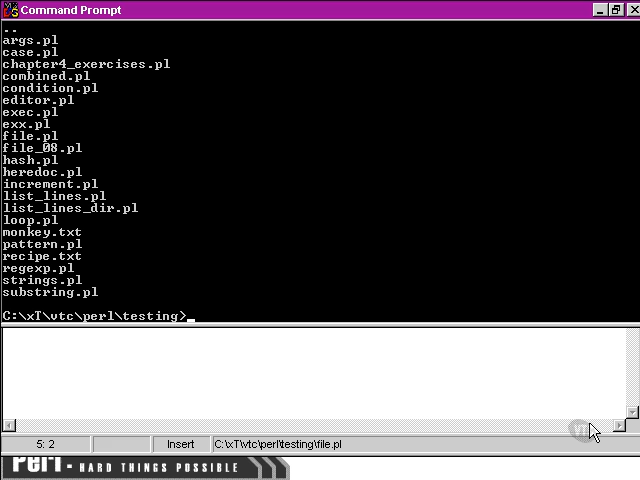 Command Prompt
..
args.pl
case.pl
chapter4_exercises.pl
combined.pl
condition.pl
editor.pl
exec.pl
exx.pl
file.pl
file_08.pl
hash.pl
heredoc.pl
increment.pl
list_lines.pl
list_lines_dir.pl
loop.pl
monkey.txt
pattern.pl
recipe.txt
regexp.pl
strings.pl
substring.pl
C:\xT\vtc\perl\testing>_
5: 2 Insert C:\xT\vtc\perl\testing\file.pl
Perl - HARD THINGS POSSIBLE